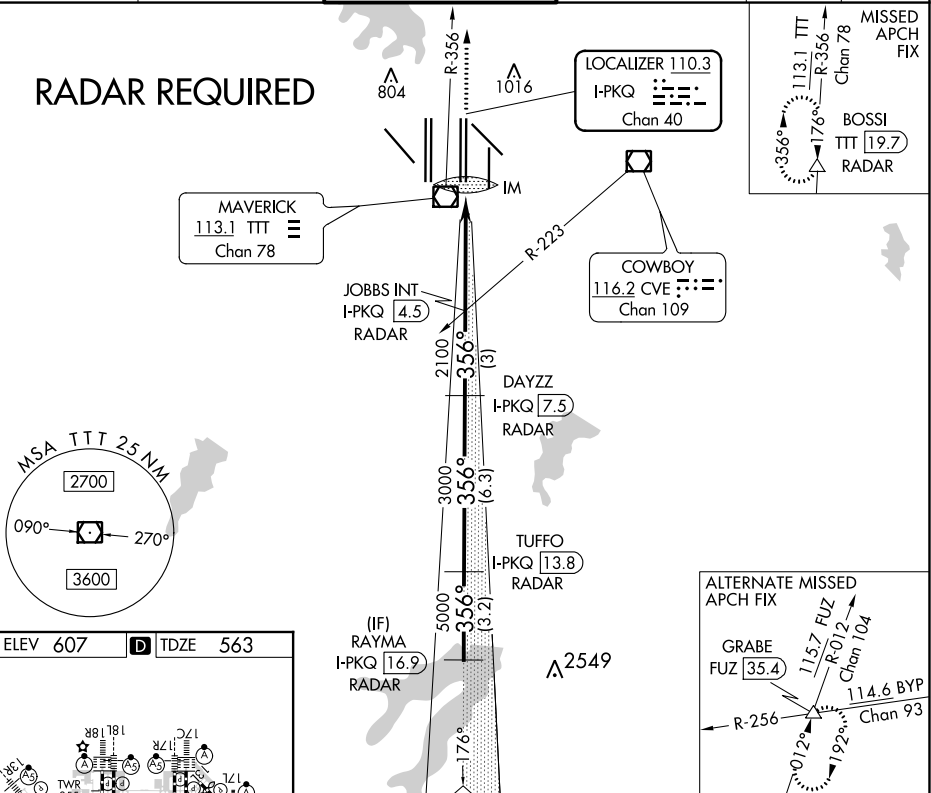 RADAR REQUIRED
R-356
804
1016
LOCALIZER 110.3
I-PKQ
Chan 40
MISSED
APCH
FIX
113.1 TTT
R-356
Chan 78
356°
176°
BOSSI
TTT 19.7
RADAR
IM
MAVERICK
113.1 TTT
Chan 78
R-223
COWBOY
116.2 CVE
Chan 109
JOBBS INT
I-PKQ 4.5
RADAR
2100
356°
(3)
DAYZZ
I-PKQ 7.5
RADAR
MSA TTT 25 NM
2700
090°
270°
3600
3000
356°
(6.3)
TUFFO
I-PKQ 13.8
RADAR
5000
356°
(3.2)
(IF)
RAYMA
I-PKQ 16.9
RADAR
2549
176°
ALTERNATE MISSED
APCH FIX
GRABE
FUZ 35.4
115.7 FUZ
R-012
Chan 104
114.6 BYP
Chan 93
R-256
012°
192°
ELEV 607
D
TDZE 563
18R
18L
17R
17C
17L
13R
TWR
A
A5
A5
A
A5
A
P
P
P